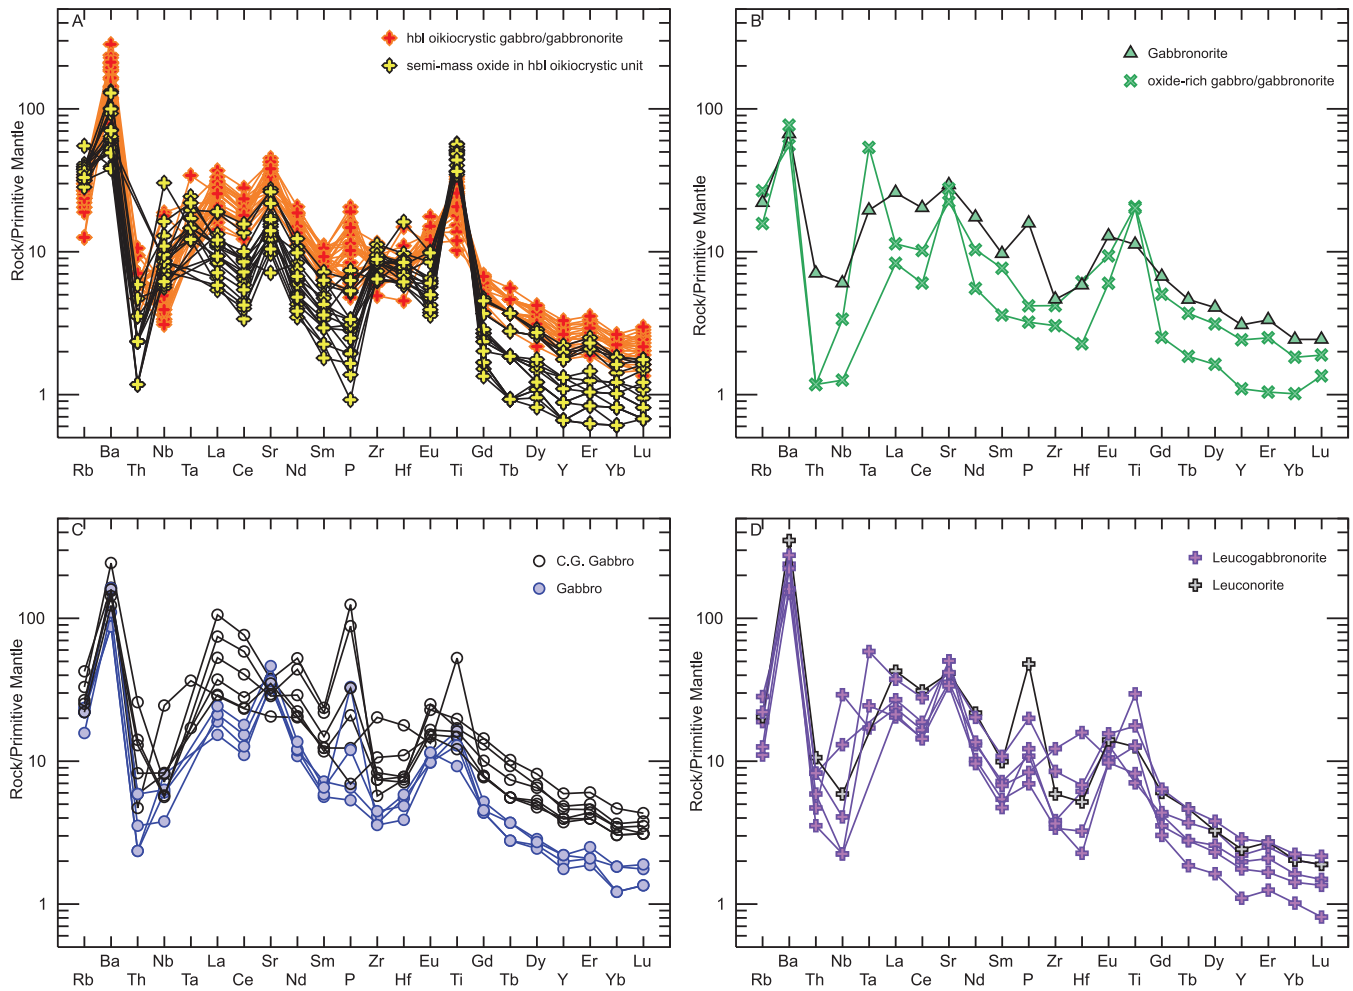 A
hbl oikiocrystic gabbro/gabbronorite
semi-mass oxide in hbl oikiocrystic unit
100
10
1
Rock/Primitive Mantle
Ba Nb La Sr Sm Zr Eu Gd Dy Er Lu
Rb Th Ta Ce Nd P Hf Ti Tb Y Yb
B
Gabbronorite
oxide-rich gabbro/gabbronorite
100
10
1
Rock/Primitive Mantle
Ba Nb La Sr Sm Zr Eu Gd Dy Er Lu
Rb Th Ta Ce Nd P Hf Ti Tb Y Yb
C
C.G. Gabbro
Gabbro
100
10
1
Rock/Primitive Mantle
Ba Nb La Sr Sm Zr Eu Gd Dy Er Lu
Rb Th Ta Ce Nd P Hf Ti Tb Y Yb
D
Leucogabbronorite
Leuconorite
100
10
1
Rock/Primitive Mantle
Ba Nb La Sr Sm Zr Eu Gd Dy Er Lu
Rb Th Ta Ce Nd P Hf Ti Tb Y Yb